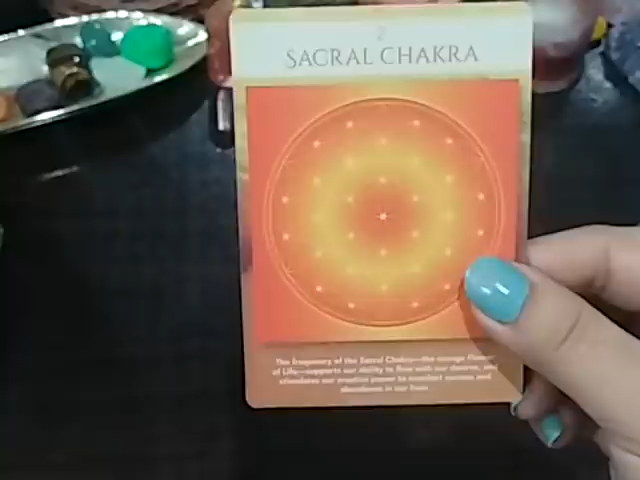 2
SACRAL CHAKRA
The frequency of the Sacral Chakra—the orange Flower
of Life—supports our ability to flow with our desires, and
stimulates our creative power to manifest success and
abundance in our lives.